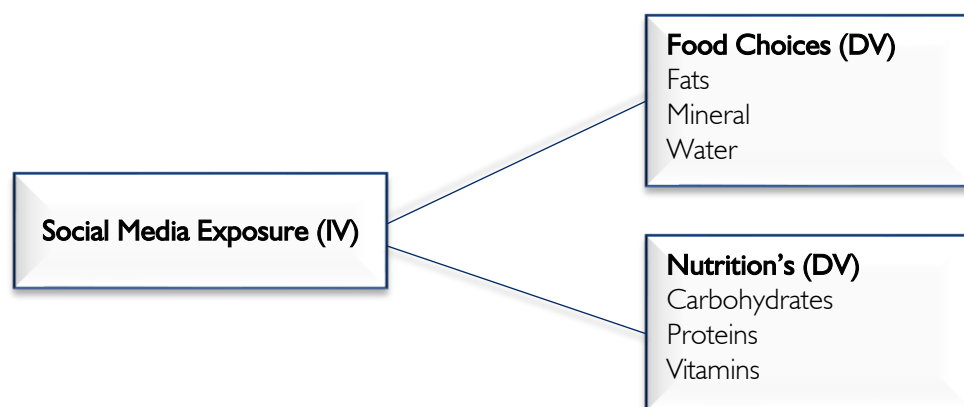 Social Media Exposure (IV)
Food Choices (DV)
Fats
Mineral
Water
Nutrition’s (DV)
Carbohydrates
Proteins
Vitamins